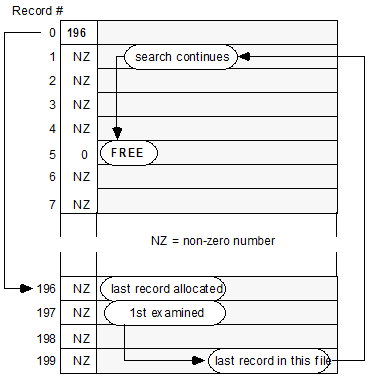 Record #
0 196
1 NZ search continues
2 NZ
3 NZ
4 NZ
5 0 FREE
6 NZ
7 NZ
NZ = non-zero number
196 NZ last record allocated
197 NZ 1st examined
198 NZ
199 NZ last record in this file